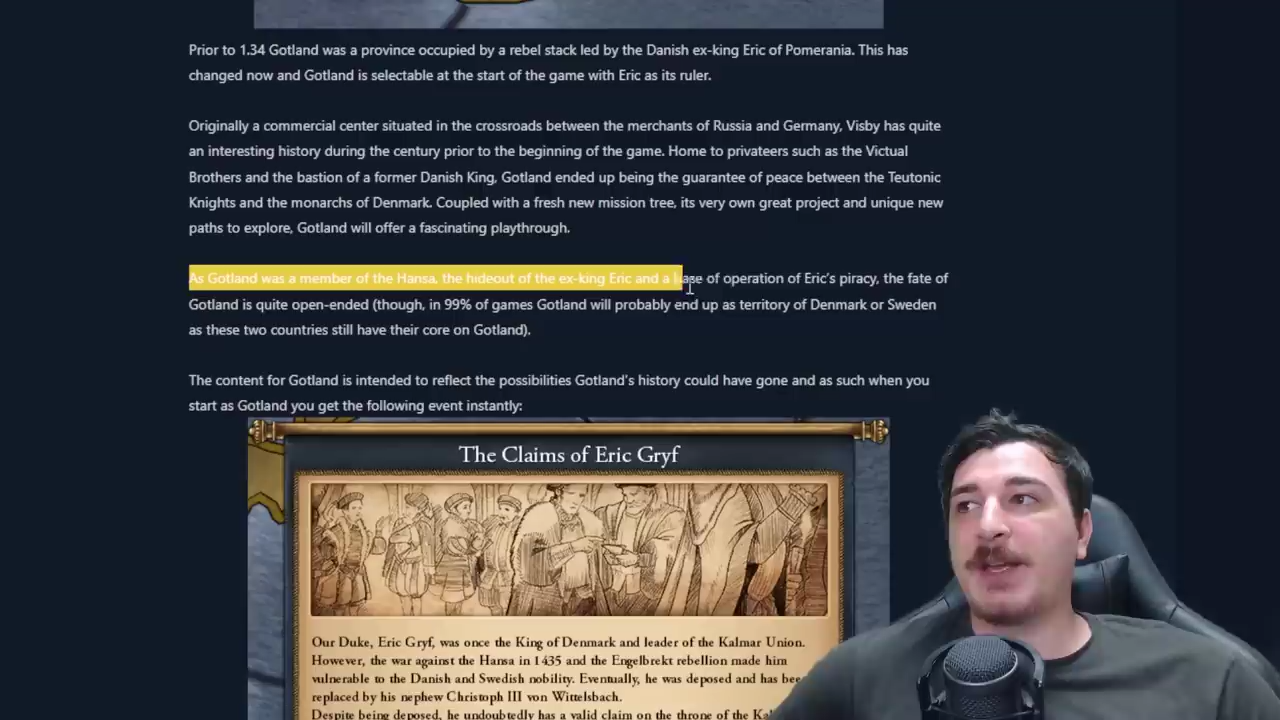 Prior to 1.34 Gotland was a province occupied by a rebel stack led by the Danish ex-king Eric of Pomerania. This has
changed now and Gotland is selectable at the start of the game with Eric as its ruler.
Originally a commercial center situated in the crossroads between the merchants of Russia and Germany, Visby has quite
an interesting history during the century prior to the beginning of the game. Home to privateers such as the Victual
Brothers and the bastion of a former Danish King, Gotland ended up being the guarantee of peace between the Teutonic
Knights and the monarchs of Denmark. Coupled with a fresh new mission tree, its very own great project and unique new
paths to explore, Gotland will offer a fascinating playthrough.
As Gotland was a member of the Hansa, the hideout of the ex-king Eric and a base of operation of Eric's piracy, the fate of
Gotland is quite open-ended (though, in 99% of games Gotland will probably end up as territory of Denmark or Sweden
as these two countries still have their core on Gotland).
The content for Gotland is intended to reflect the possibilities Gotland's history could have gone and as such when you
start as Gotland you get the following event instantly:
The Claims of Eric Gryf
Our Duke, Eric Gryf, was once the King of Denmark and leader of the Kalmar Union.
However, the war against the Hansa in 1435 and the Engelbrekt rebellion made him
vulnerable to the Danish and Swedish nobility. Eventually, he was deposed and has been
replaced by his nephew Christoph III von Wittelsbach.
Despite being deposed, he undoubtedly has a valid claim on the throne of the